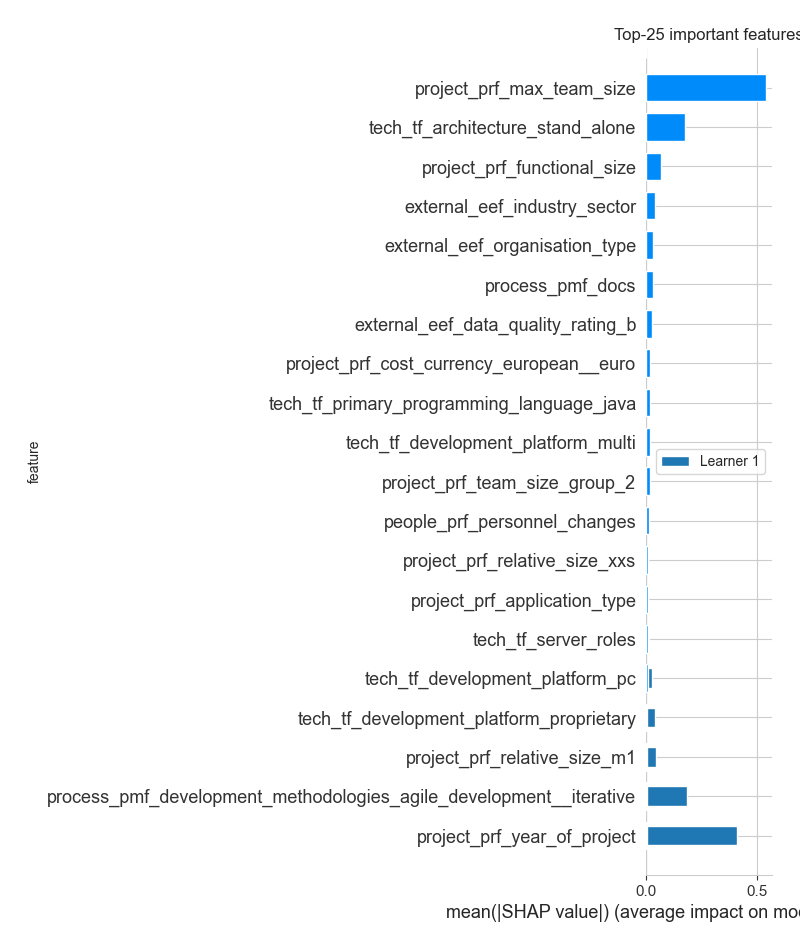 Top-25 important features
project_prf_max_team_size
tech_tf_architecture_stand_alone
project_prf_functional_size
external_eef_industry_sector
external_eef_organisation_type
process_pmf_docs
external_eef_data_quality_rating_b
project_prf_cost_currency_european__euro
tech_tf_primary_programming_language_java
tech_tf_development_platform_multi
Learner 1
feature
project_prf_team_size_group_2
people_prf_personnel_changes
project_prf_relative_size_xxs
project_prf_application_type
tech_tf_server_roles
tech_tf_development_platform_pc
tech_tf_development_platform_proprietary
project_prf_relative_size_m1
process_pmf_development_methodologies_agile_development__iterative
project_prf_year_of_project
0.0 0.5
mean(|SHAP value|) (average impact on